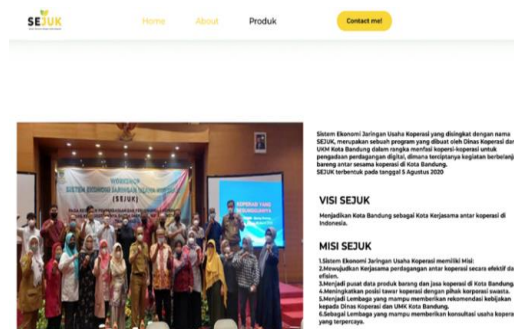 SEJUK
Home
About
Produk
Contact me!
WORKSHOP
SISTEM EKONOMI JARINGAN USAHA KOPERASI
(SEJUK)
KOPERASI YANG
Sistem Ekonomi Jaringan Usaha Koperasi yang disingkat dengan nama
SEJUK, merupakan sebuah program yang dibuat oleh Dinas Koperasi dan
UKM Kota Bandung dalam rangka menfasi kopersi-koperasi untuk
pengadaan perdagangan digital, dimana terciptanya kegiatan berbelanja
bareng antar sesama koperasi di Kota Bandung.
SEJUK terbentuk pada tanggal 5 Agustus 2020
VISI SEJUK
Menjadikan Kota Bandung sebagai Kota Kerjasama antar koperasi di
Indonesia.
MISI SEJUK
1.Sistem Ekonomi Jaringan Usaha Koperasi memiliki Misi:
2.Mewujudkan Kerjasama perdegangan antar koperasi secara efektif da
efisien.
3.Menjadi pusat data produk barang dan jasa koperasi di Kota Bandung.
4.Meningkatkan posisi tawar koperasi dengan pihak korporasi swasta.
5.Menjadi Lembaga yang mampu memberikan rekomendasi kebijakan
kepada Dinas Koperasi dan UMK Kota Bandung.
6.Sebagai Lembaga yang mampu memberikan konsultasi usaha kopera
yang terpercaya.